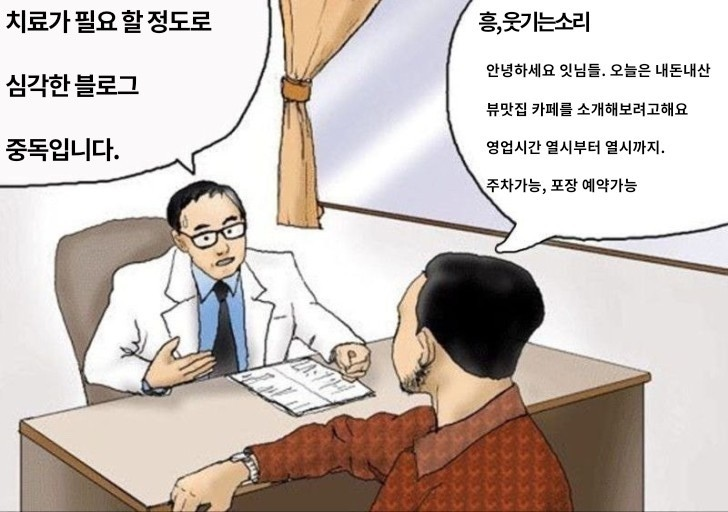 치료가 필요 할 정도로
심각한 블로그
중독입니다.
흥,웃기는소리
안녕하세요 잇님들. 오늘은 내돈내산
뷰맛집 카페를 소개해보려고해요
영업시간 열시부터 열시까지.
주차가능, 포장 예약가능